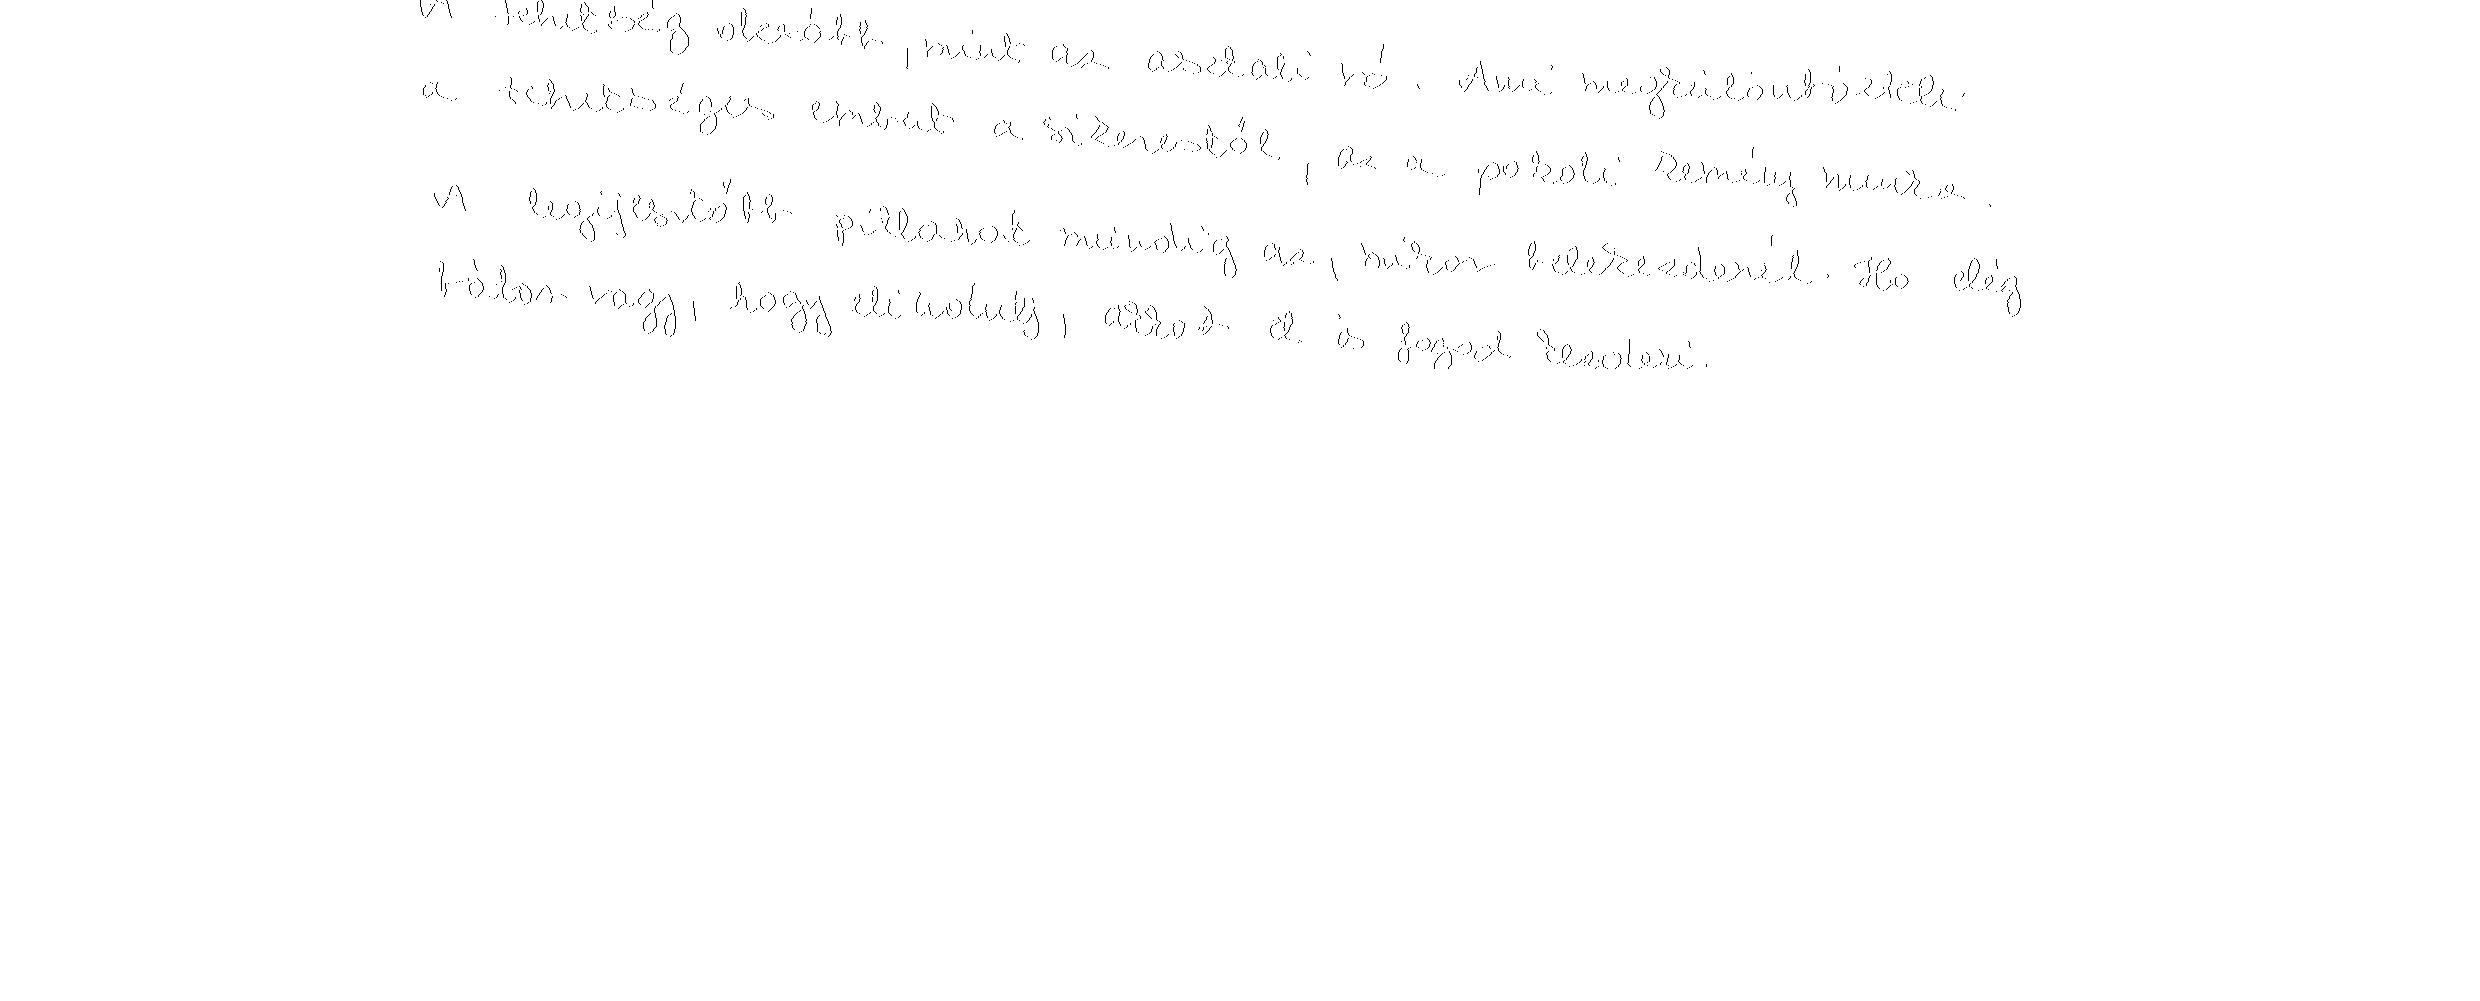 A tehetség olcsóbb, mint az asztali só. Ami megkülönbözteti
a tehetséges embert a sikerestől, az a pokoli kemény munka.
A legijesztőbb pillanat mindig az, mikor belekezdenél. Ha elég
bátor vagy, hogy elindulj, akkor el is fogod kezdeni.